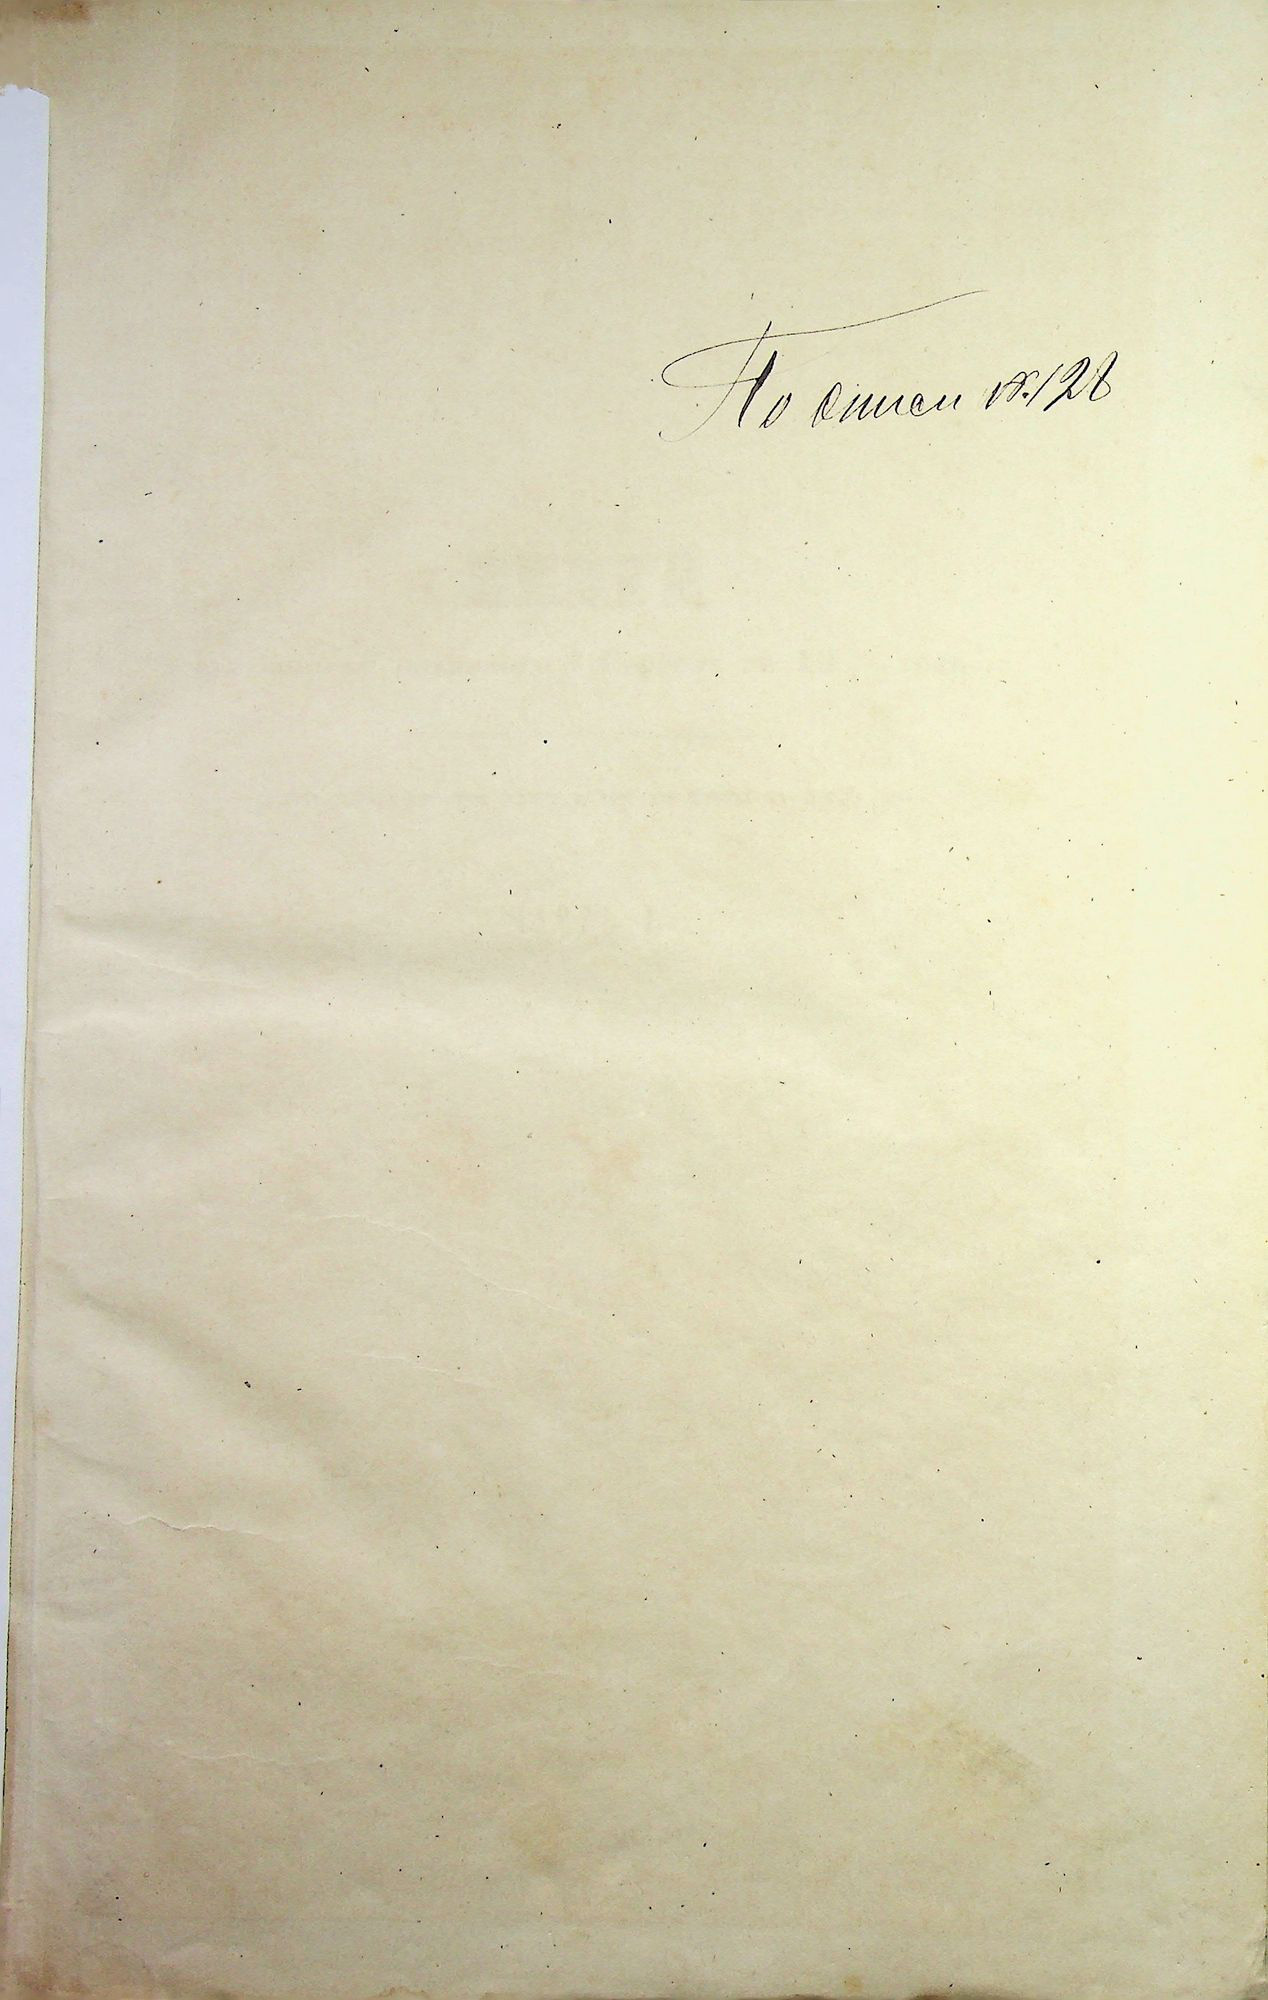 По описи № 128